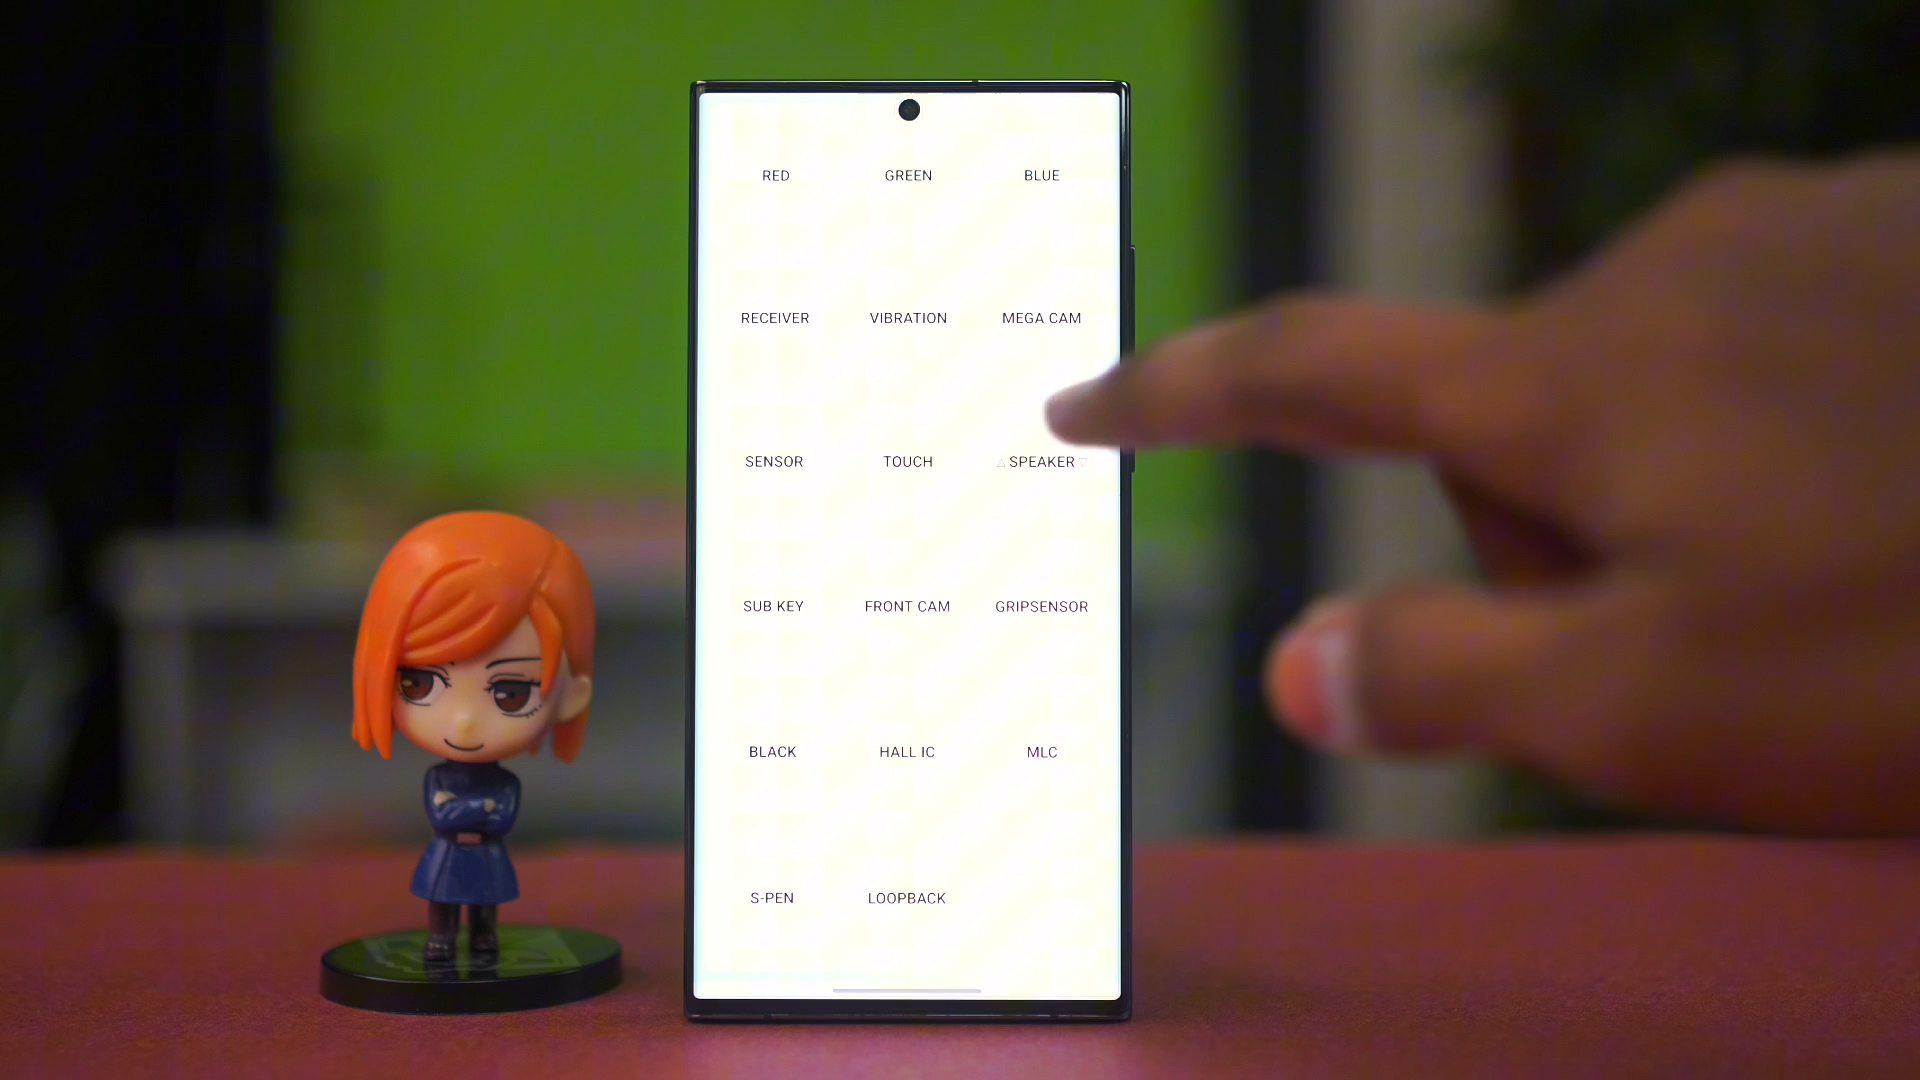 RED GREEN BLUE
RECEIVER VIBRATION MEGA CAM
SENSOR TOUCH △ SPEAKER ▽
SUB KEY FRONT CAM GRIPSENSOR
BLACK HALL IC MLC
S-PEN LOOPBACK